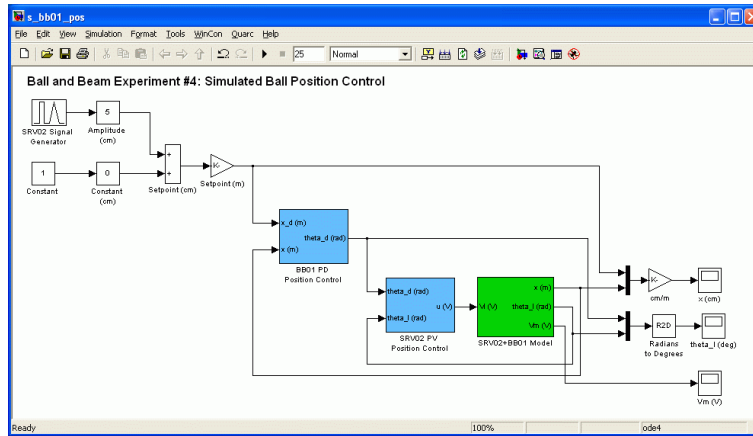 s_bb01_pos
File Edit View Simulation Format Tools WinCon Quarc Help
25 Normal
Ball and Beam Experiment #4: Simulated Ball Position Control
SRV02 Signal
Generator
5
Amplitude
(cm)
1
Constant
0
Constant
(cm)
+
+
Setpoint (cm)
-K-
Setpoint (m)
x_d (m)
theta_d (rad)
x (m)
BB01 PD
Position Control
theta_d (rad)
u (V)
theta_l (rad)
SRV02 PV
Position Control
Vi (V)
x (m)
theta_l (rad)
Vm (V)
SRV02+BB01 Model
-K-
cm/m
x (cm)
R2D
Radians
to Degrees
theta_l (deg)
Vm (V)
Ready 100% ode4